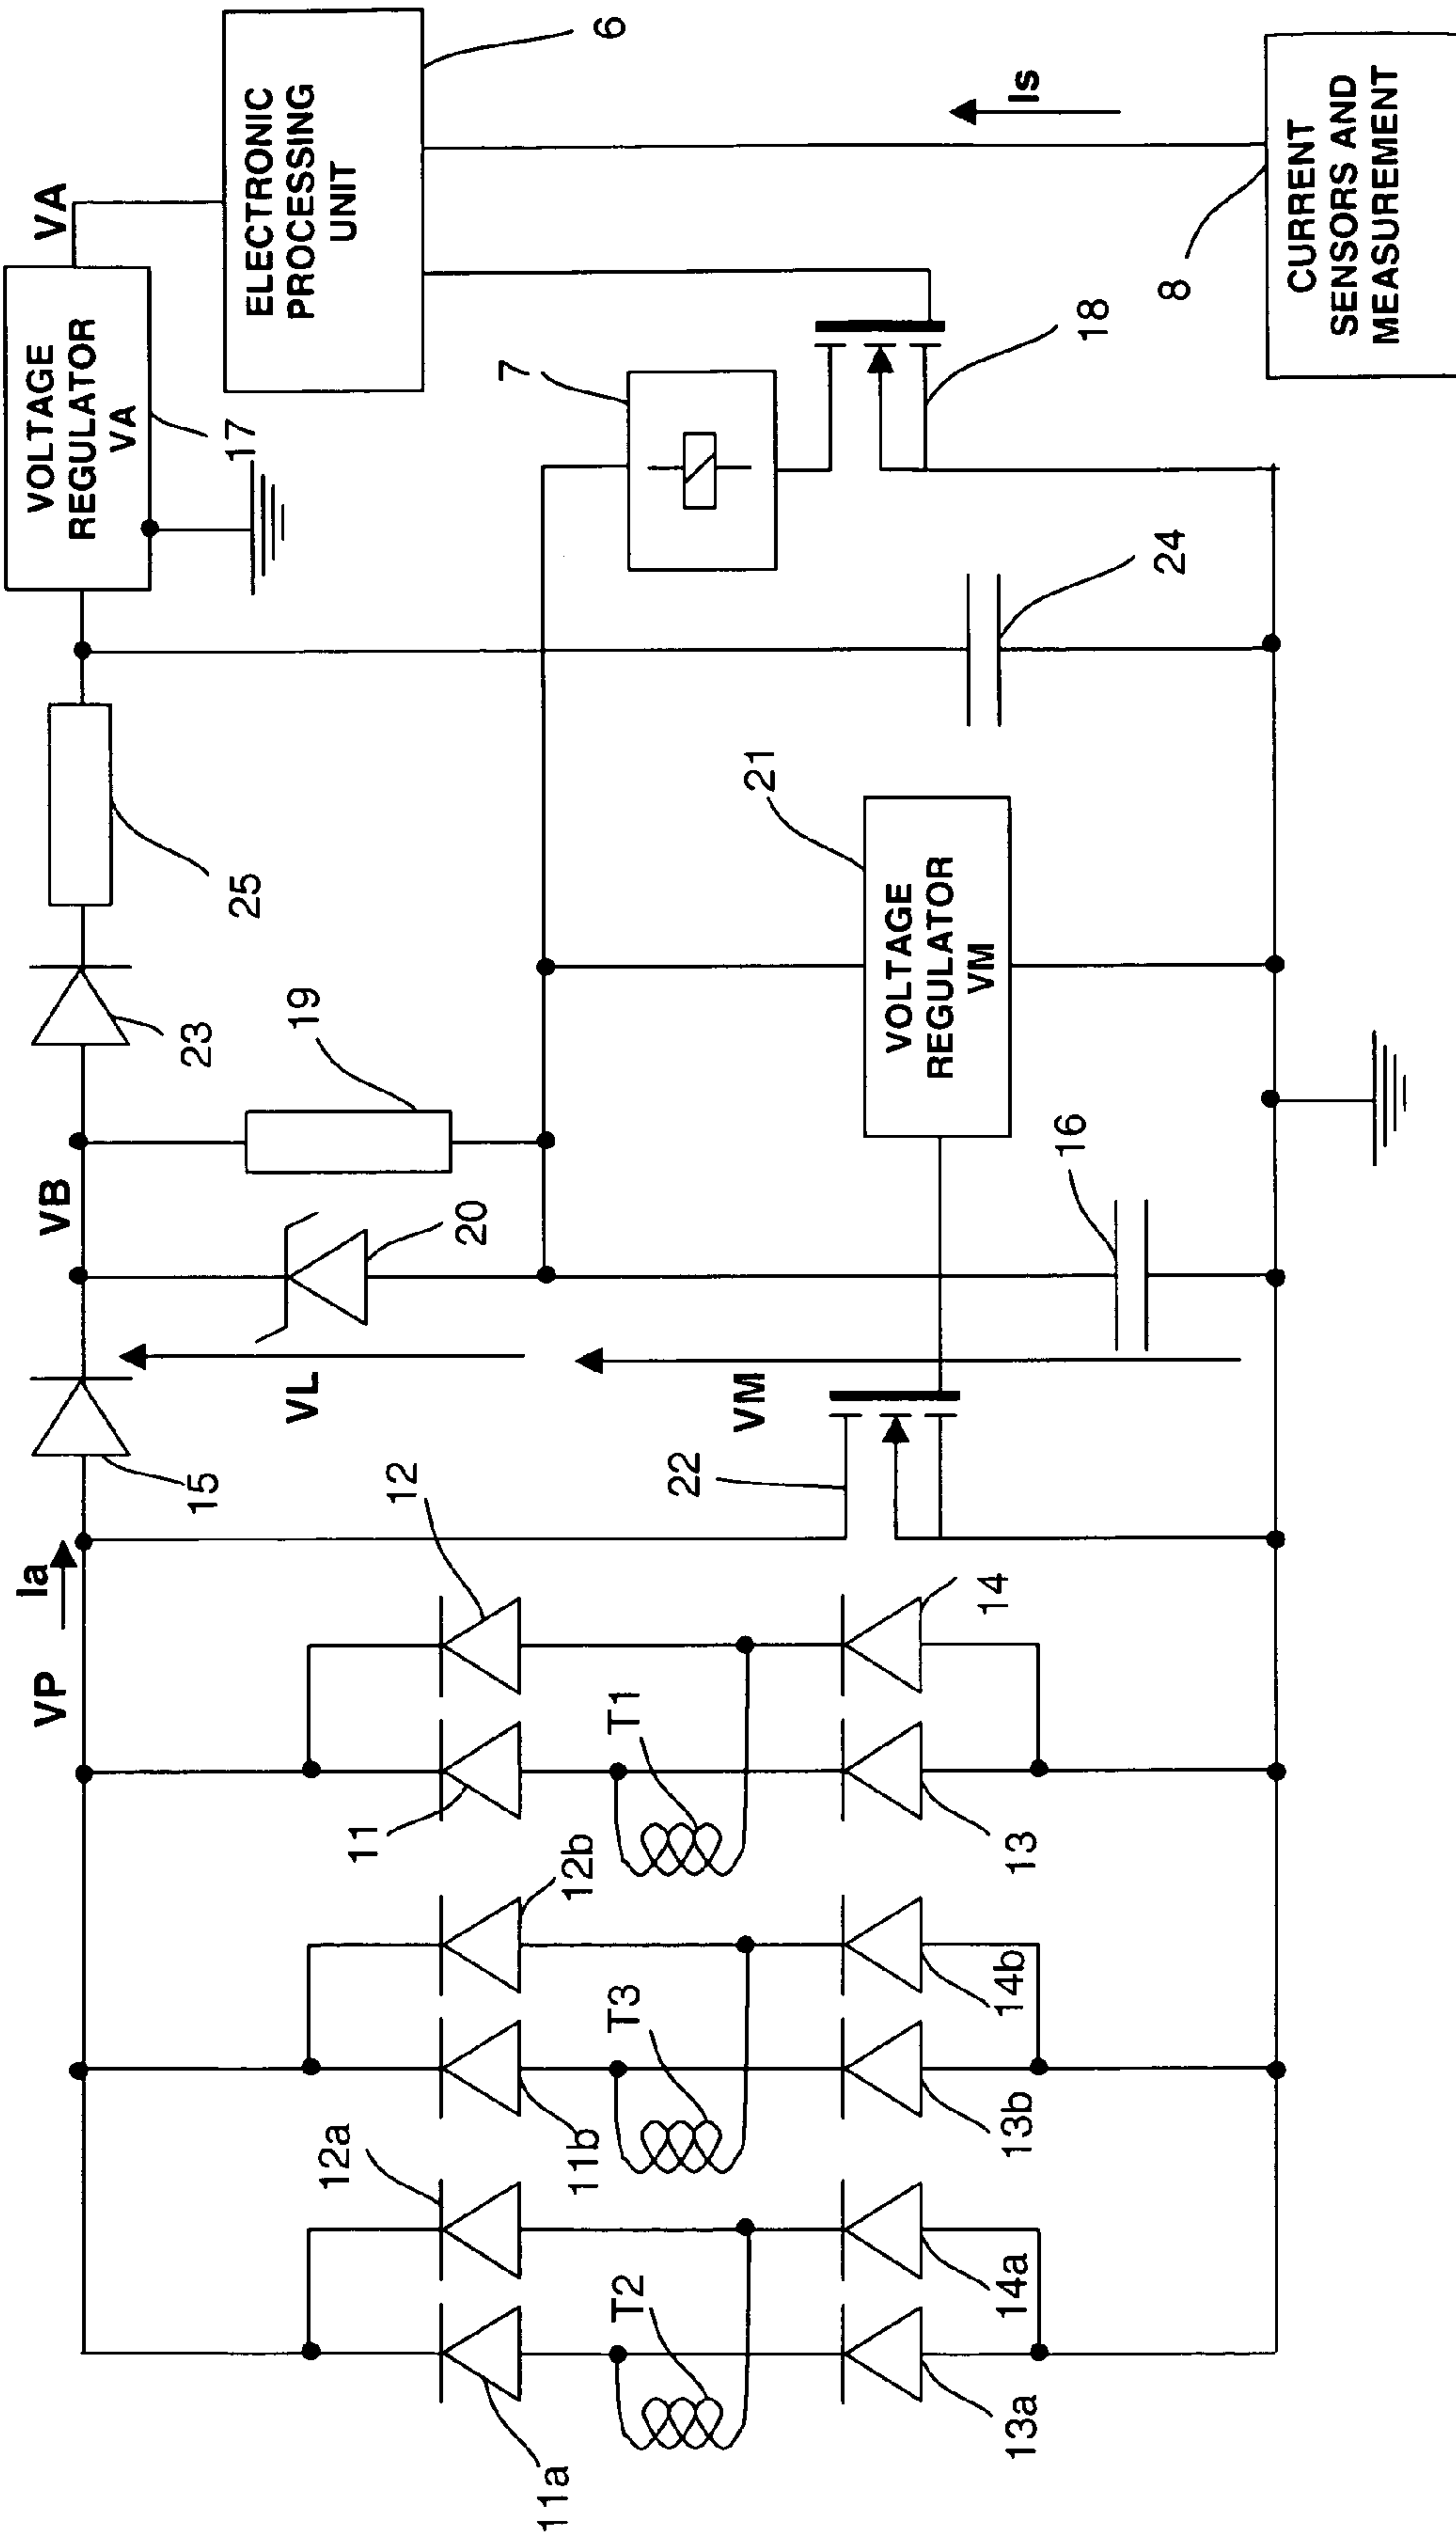 VP
Ia
15
VB
23
25
VOLTAGE
REGULATOR
VA
17
VA
ELECTRONIC
PROCESSING
UNIT
6
VL
20
19
7
11a
12a
11b
12b
11
12
T2
T3
T1
22
VM
21
VOLTAGE
REGULATOR
VM
18
Is
13a
14a
13b
14b
13
14
16
24
8
CURRENT
SENSORS AND
MEASUREMENT